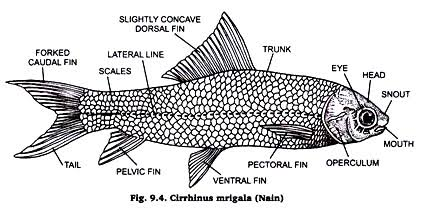 SLIGHTLY CONCAVE
DORSAL FIN
FORKED
CAUDAL FIN
LATERAL LINE
SCALES
TRUNK
EYE
HEAD
SNOUT
MOUTH
OPERCULUM
PECTORAL FIN
VENTRAL FIN
PELVIC FIN
TAIL
Fig. 9.4. Cirrhinus mrigala (Nain)